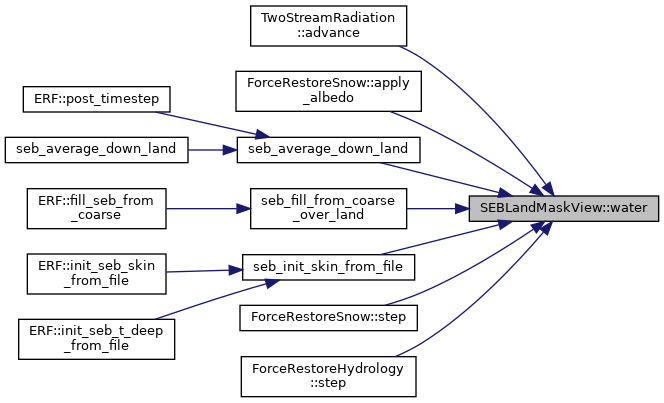 TwoStreamRadiation
::advance
ForceRestoreSnow::apply
_albedo
ERF::post_timestep
seb_average_down_land
seb_average_down_land
ERF::fill_seb_from
_coarse
seb_fill_from_coarse
_over_land
SEBLandMaskView::water
ERF::init_seb_skin
_from_file
seb_init_skin_from_file
ForceRestoreSnow::step
ERF::init_seb_t_deep
_from_file
ForceRestoreHydrology
::step